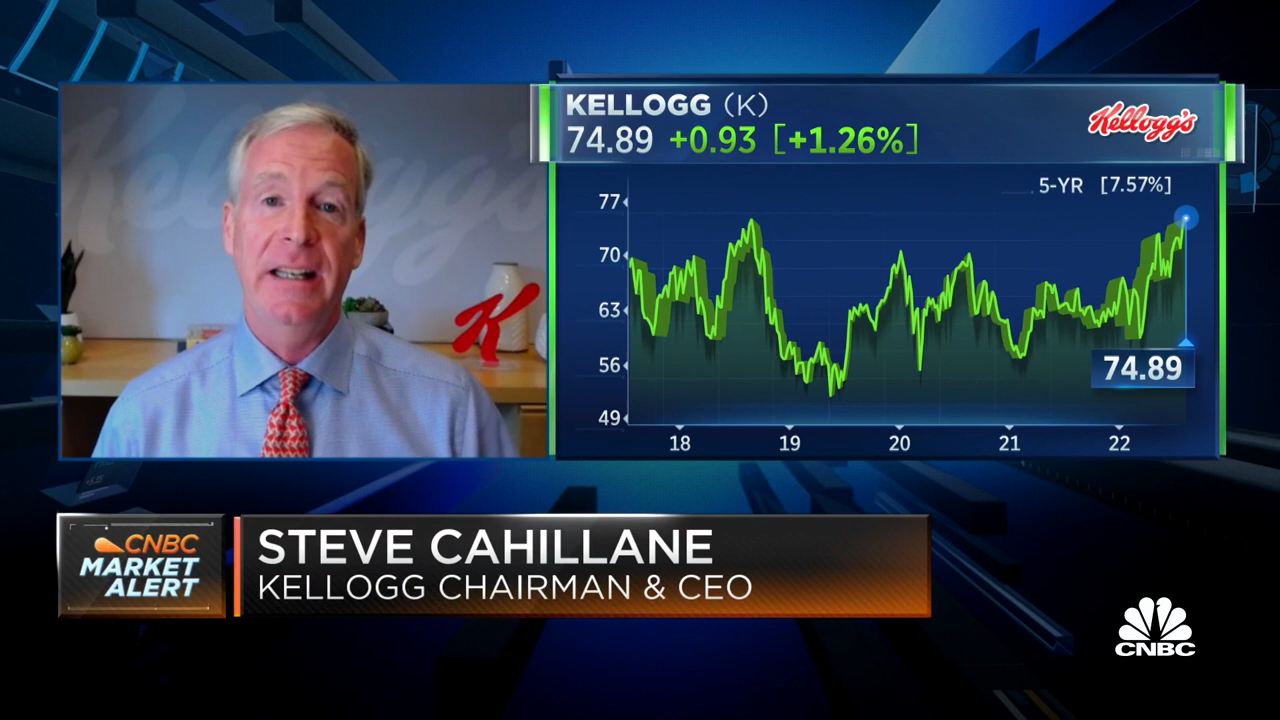 KELLOGG (K)
74.89 +0.93 [+1.26%]
Kellogg's
5-YR [7.57%]
77
70
63
56
49
18 19 20 21 22
74.89
Kellogg's
K
CNBC
MARKET
ALERT
STEVE CAHILLANE
KELLOGG CHAIRMAN & CEO
CNBC